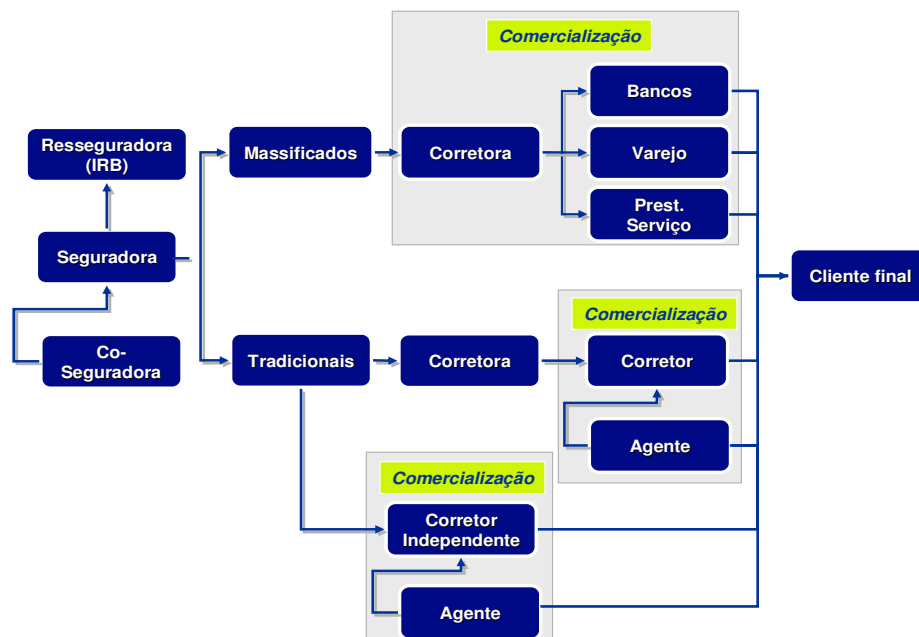 Comercialização
Bancos
Resseguradora
(IRB)
Massificados
Corretora
Varejo
Prest.
Serviço
Seguradora
Cliente final
Comercialização
Co-
Seguradora
Tradicionais
Corretora
Corretor
Agente
Comercialização
Corretor
Independente
Agente